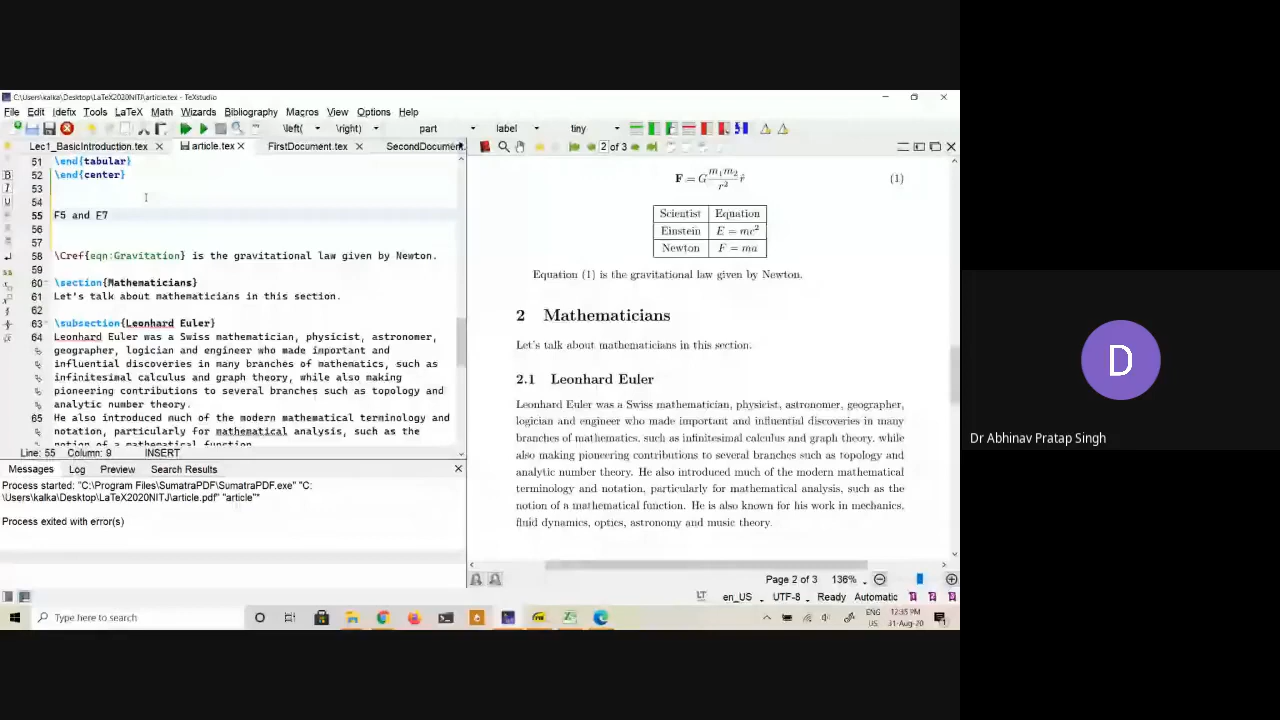 C:\Users\kalka\Desktop\LaTeX2020NITJ\article.tex - TeXstudio
File Edit Idefix Tools LaTeX Math Wizards Bibliography Macros View Options Help
\left( \right) part label tiny
Lec1_BasicIntroduction.tex article.tex FirstDocument.tex SecondDocument.
2 of 3
51 \end{tabular}
52 \end{center}
53
54
55 F5 and F7
56
57
58 \Cref{eqn:Gravitation} is the gravitational law given by Newton.
59
60 \section{Mathematicians}
61 Let's talk about mathematicians in this section.
62
63 \subsection{Leonhard Euler}
64 Leonhard Euler was a Swiss mathematician, physicist, astronomer,
geographer, logician and engineer who made important and
influential discoveries in many branches of mathematics, such as
infinitesimal calculus and graph theory, while also making
pioneering contributions to several branches such as topology and
analytic number theory.
65 He also introduced much of the modern mathematical terminology and
notation, particularly for mathematical analysis, such as the
notion of a mathematical function.
Line: 55 Column: 9 INSERT
Messages Log Preview Search Results
Process started: "C:\Program Files\SumatraPDF\SumatraPDF.exe" "C:
\Users\kalka\Desktop\LaTeX2020NITJ\article.pdf" "article"*
Process exited with error(s)
F = G m₁m₂ / r² r̂ (1)
Scientist Equation
Einstein E = mc²
Newton F = ma
Equation (1) is the gravitational law given by Newton.
2 Mathematicians
Let's talk about mathematicians in this section.
2.1 Leonhard Euler
Leonhard Euler was a Swiss mathematician, physicist, astronomer, geographer,
logician and engineer who made important and influential discoveries in many
branches of mathematics, such as infinitesimal calculus and graph theory, while
also making pioneering contributions to several branches such as topology and
analytic number theory. He also introduced much of the modern mathematical
terminology and notation, particularly for mathematical analysis, such as the
notion of a mathematical function. He is also known for his work in mechanics,
fluid dynamics, optics, astronomy and music theory.
Page 2 of 3 136%
LT en_US UTF-8 Ready Automatic
Type here to search
ENG
US
12:35 PM
31-Aug-20
D
Dr Abhinav Pratap Singh